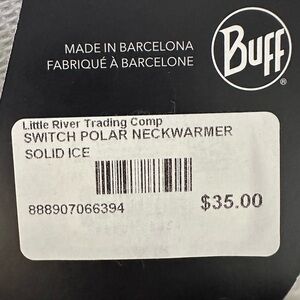 MADE IN BARCELONA
FABRIQUÉ À BARCELONE
BUFF
Little River Trading Comp
SWITCH POLAR NECKWARMER
SOLID ICE
888907066394
$35.00